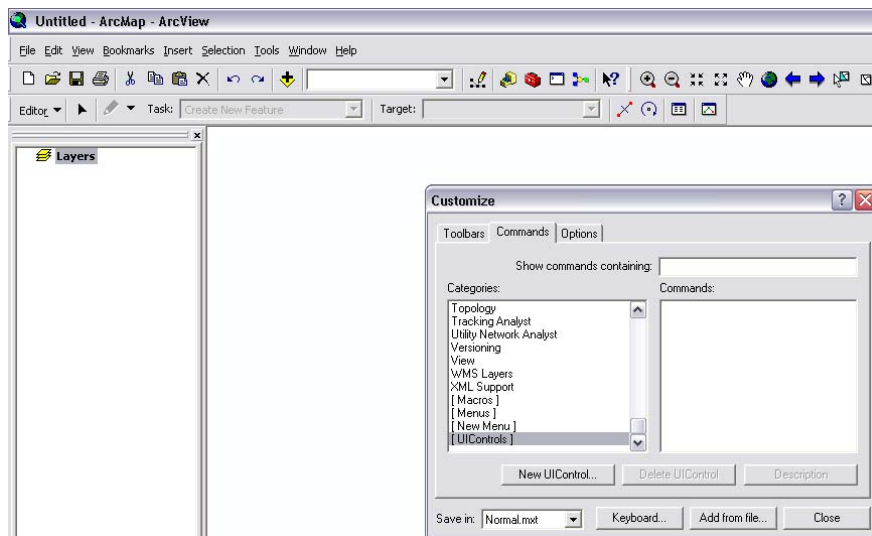 Untitled - ArcMap - ArcView
File Edit View Bookmarks Insert Selection Tools Window Help
Editor Task: Create New Feature Target:
Layers
Customize
Toolbars Commands Options
Show commands containing:
Categories: Commands:
Topology
Tracking Analyst
Utility Network Analyst
Versioning
View
WMS Layers
XML Support
[ Macros ]
[ Menus ]
[ New Menu ]
[ UIControls ]
New UIControl... Delete UIControl Description
Save in: Normal.mxt Keyboard... Add from file... Close